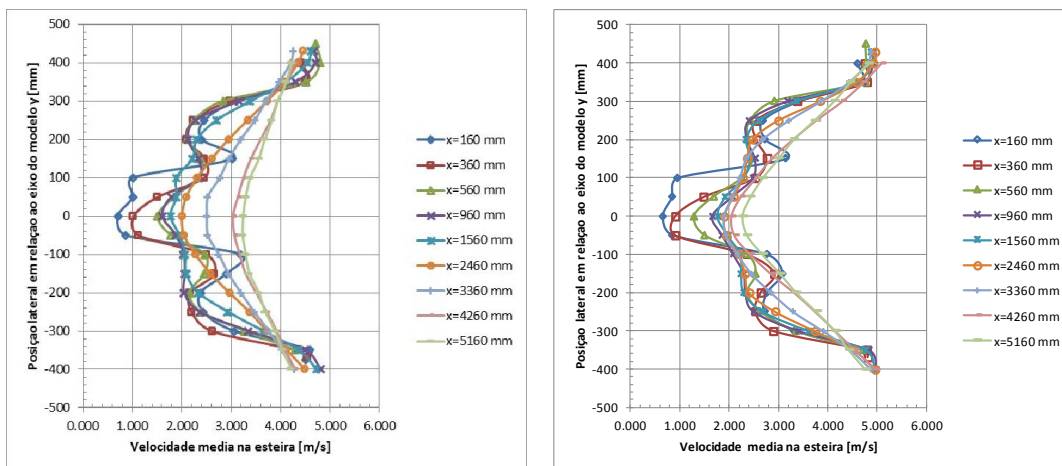 Posiçao lateral em relaçao ao eixo do modelo y [mm]
500
400
300
200
100
0
-100
-200
-300
-400
-500
0.000 1.000 2.000 3.000 4.000 5.000 6.000
Velocidade media na esteira [m/s]
x=160 mm
x=360 mm
x=560 mm
x=960 mm
x=1560 mm
x=2460 mm
x=3360 mm
x=4260 mm
x=5160 mm
Posiçao lateral em relaçao ao eixo do modelo y [mm]
500
400
300
200
100
0
-100
-200
-300
-400
-500
0.000 1.000 2.000 3.000 4.000 5.000 6.000
Velocidade media na esteira [m/s]
x=160 mm
x=360 mm
x=560 mm
x=960 mm
x=1560 mm
x=2460 mm
x=3360 mm
x=4260 mm
x=5160 mm